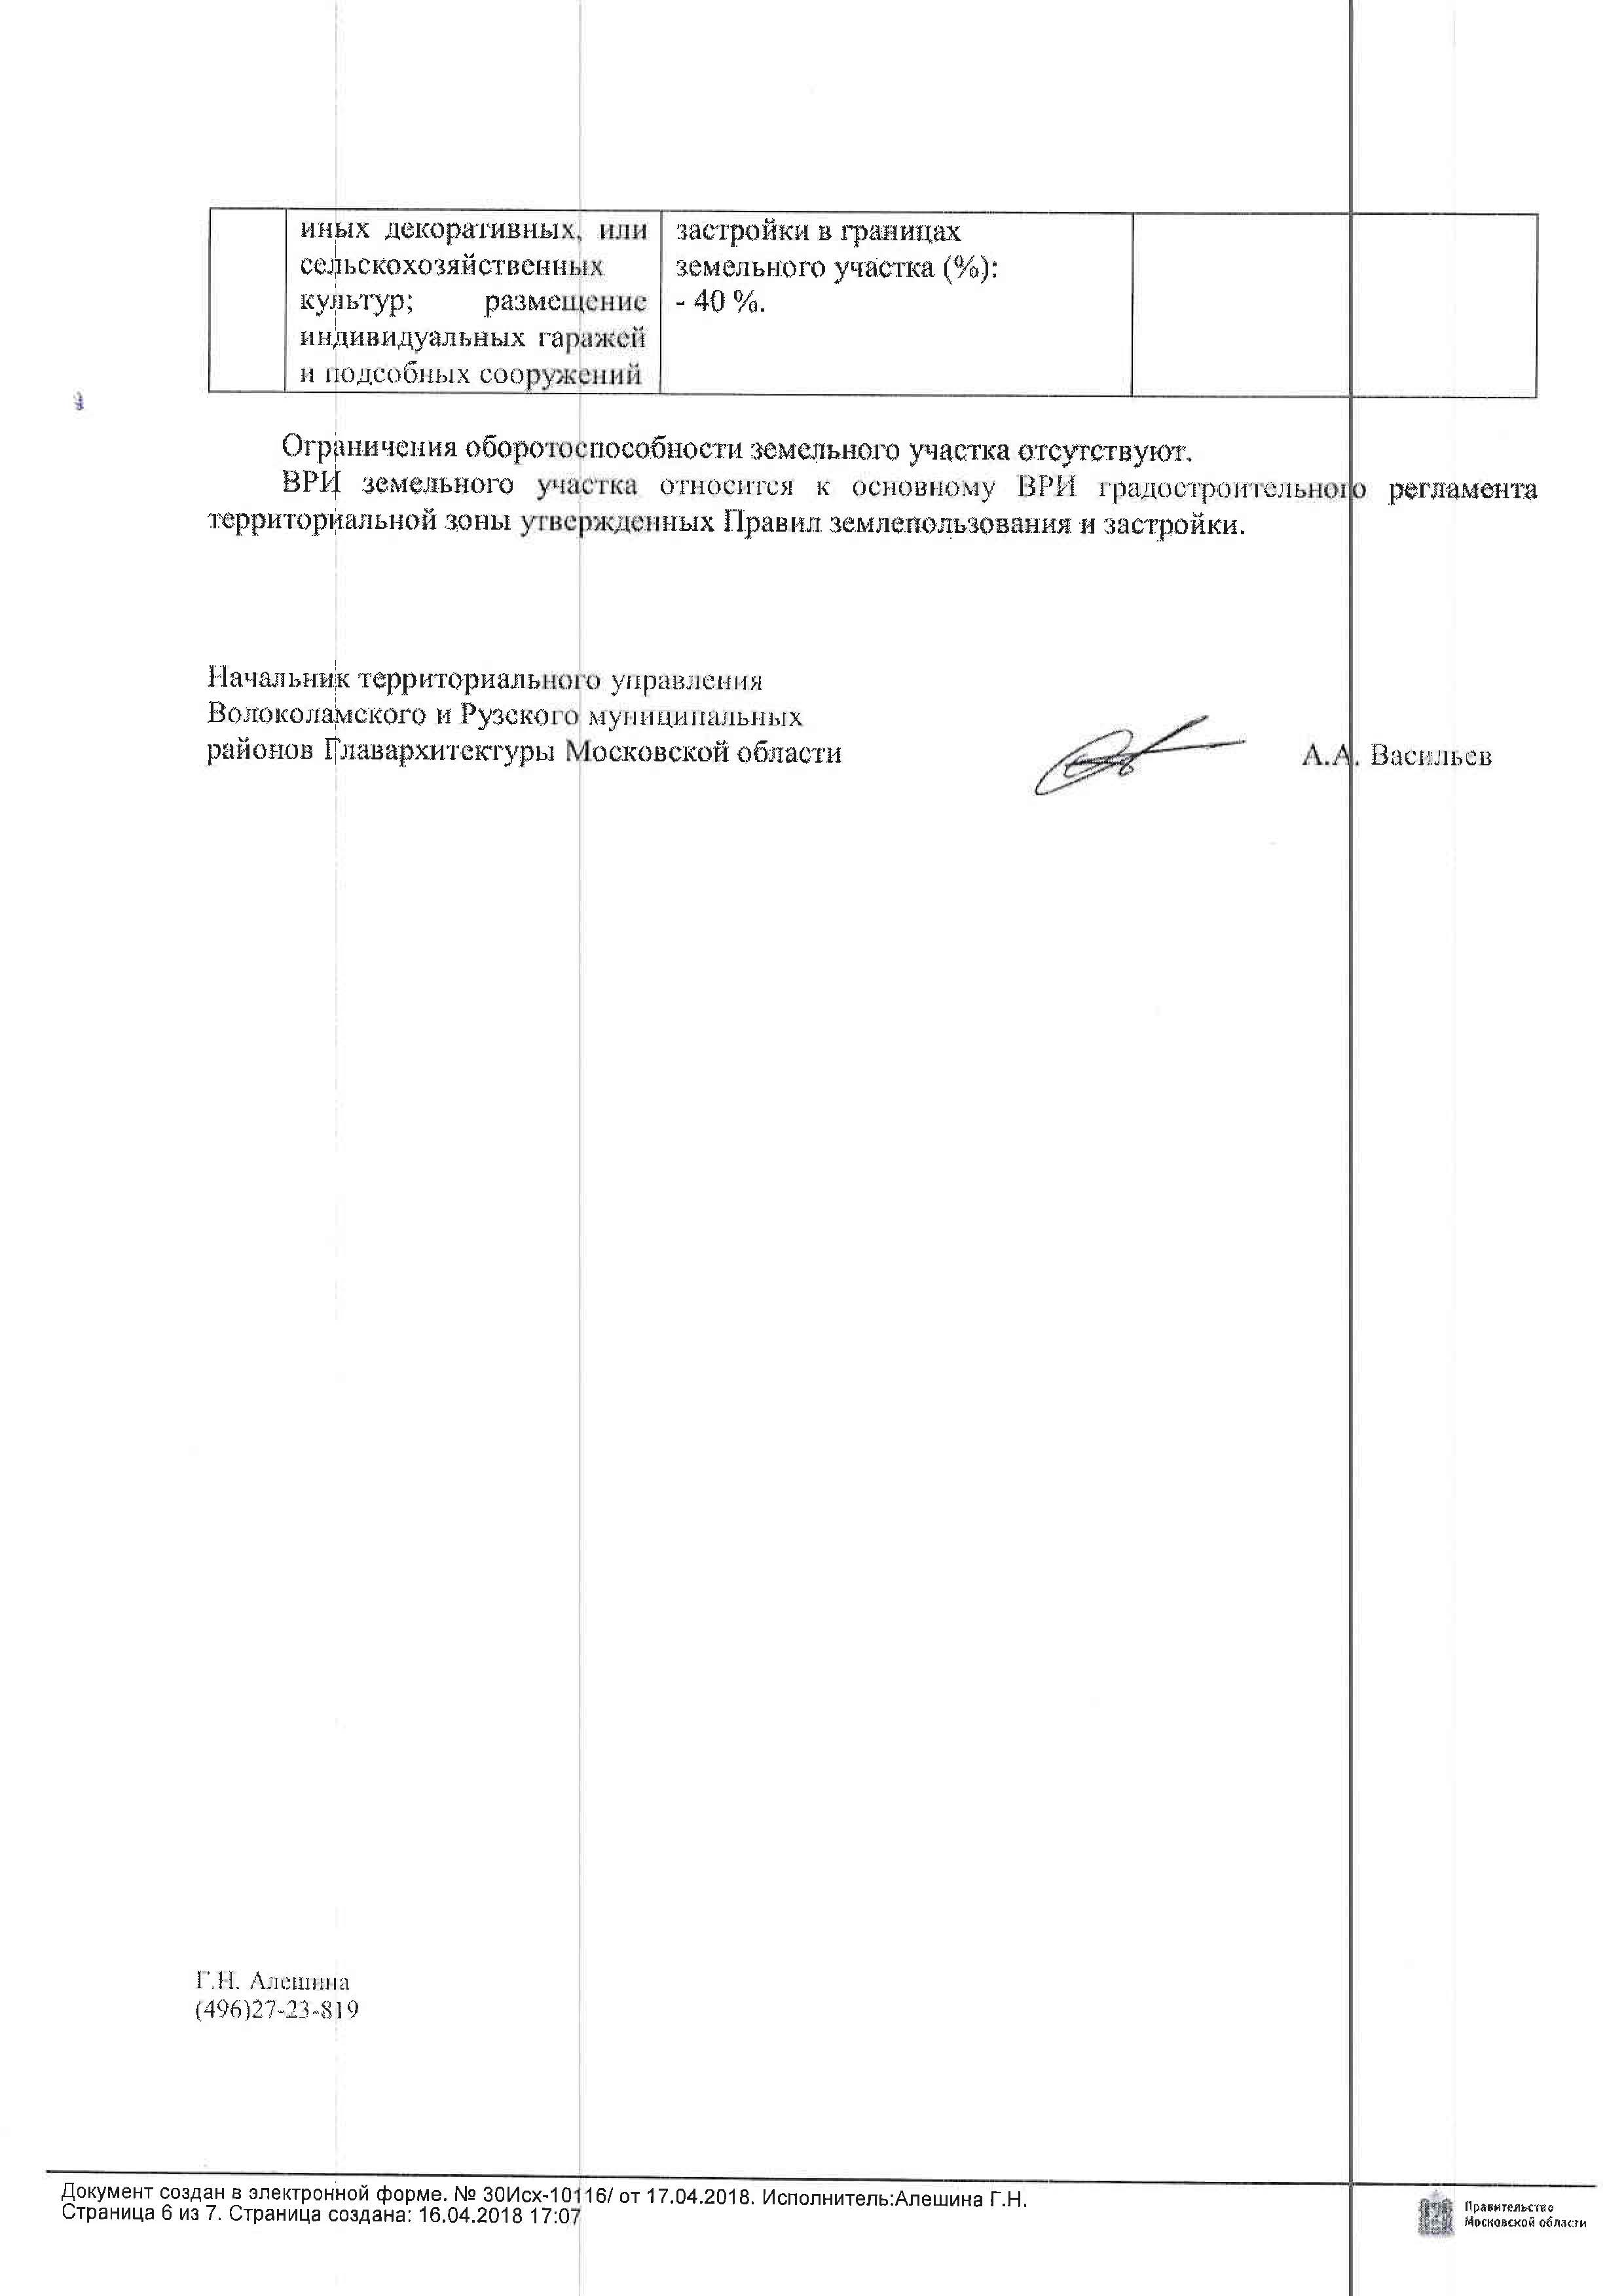 иных декоративных, или
сельскохозяйственных
культур; размещение
индивидуальных гаражей
и подсобных сооружений
застройки в границах
земельного участка (%):
- 40 %.
Ограничения оборотоспособности земельного участка отсутствуют.
ВРИ земельного участка относится к основному ВРИ градостроительного регламента
территориальной зоны утвержденных Правил землепользования и застройки.
Начальник территориального управления
Волоколамского и Рузского муниципальных
районов Главархитектуры Московской области
А.А. Васильев
Г.Н. Алешина
(496)27-23-819
Документ создан в электронной форме. № 30Исх-10116/ от 17.04.2018. Исполнитель:Алешина Г.Н.
Страница 6 из 7. Страница создана: 16.04.2018 17:07
Правительство
Московской области